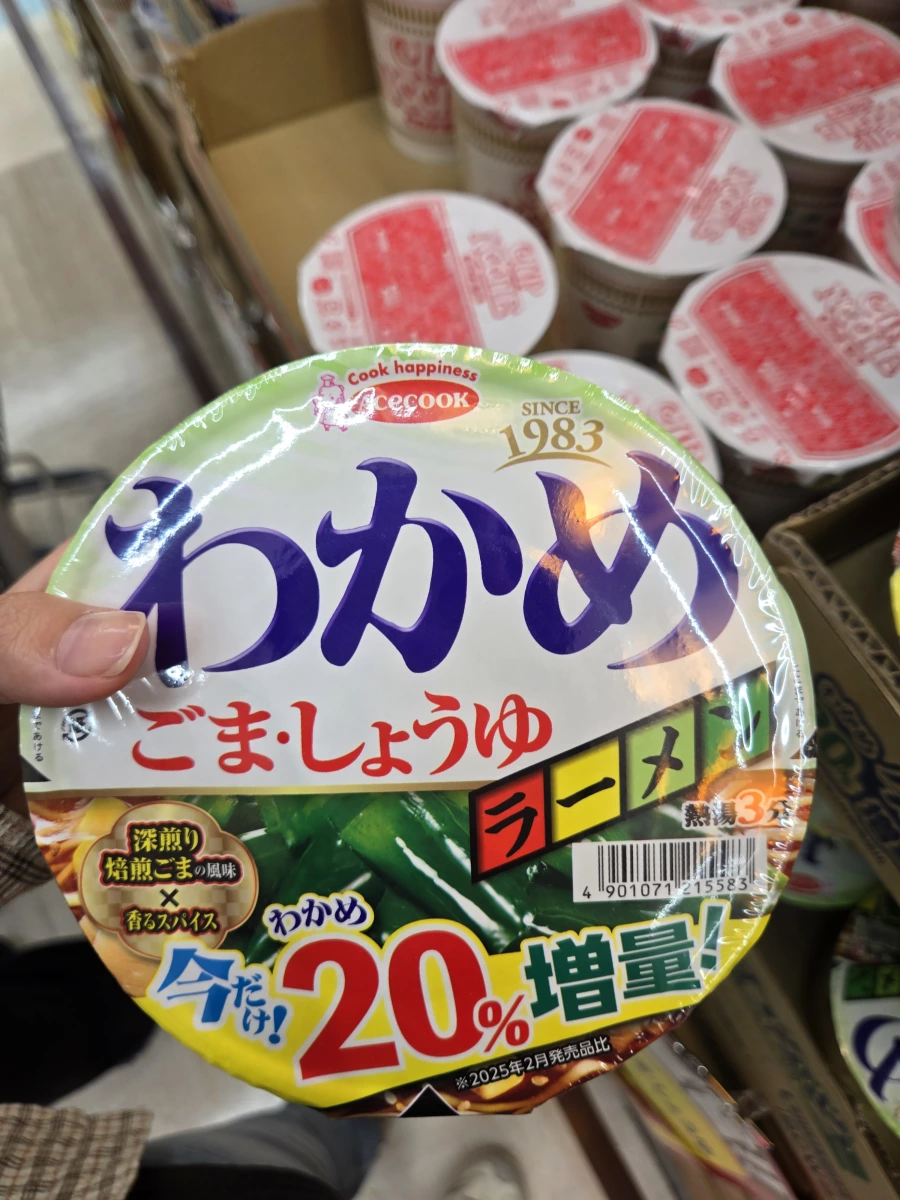 Cook happiness
acecook
SINCE
1983
わかめ
ごま・しょうゆ
ラーメン
熱湯3分
深煎り
焙煎ごまの風味
×
香るスパイス
4 901071 215583
わかめ
今だけ!20%増量!
※2025年2月発売品比